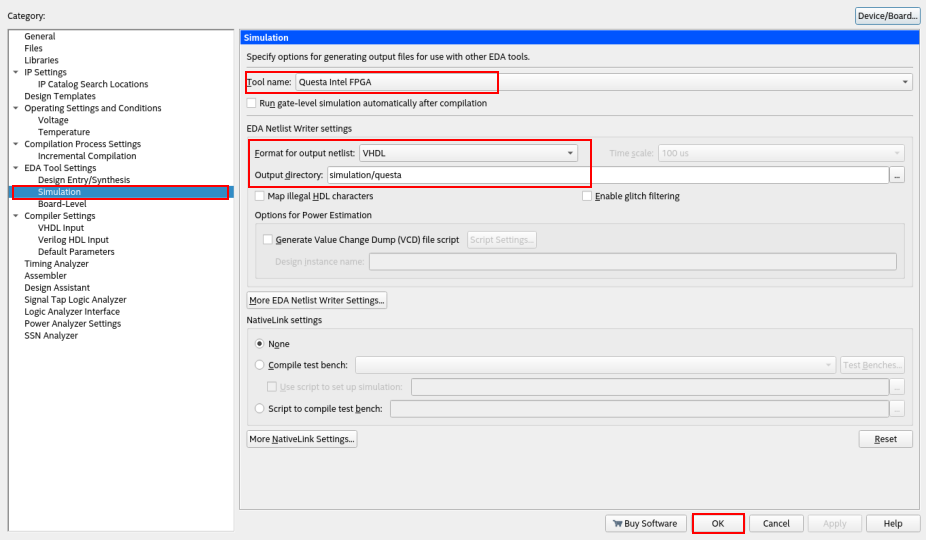 Category:
Device/Board...
General
Files
Libraries
IP Settings
IP Catalog Search Locations
Design Templates
Operating Settings and Conditions
Voltage
Temperature
Compilation Process Settings
Incremental Compilation
EDA Tool Settings
Design Entry/Synthesis
Simulation
Board-Level
Compiler Settings
VHDL Input
Verilog HDL Input
Default Parameters
Timing Analyzer
Assembler
Design Assistant
Signal Tap Logic Analyzer
Logic Analyzer Interface
Power Analyzer Settings
SSN Analyzer
Simulation
Specify options for generating output files for use with other EDA tools.
Tool name: Questa Intel FPGA
Run gate-level simulation automatically after compilation
EDA Netlist Writer settings
Format for output netlist: VHDL Time scale: 100 us
Output directory: simulation/questa ...
Map illegal HDL characters Enable glitch filtering
Options for Power Estimation
Generate Value Change Dump (VCD) file script Script Settings...
Design instance name:
More EDA Netlist Writer Settings...
NativeLink settings
None
Compile test bench: Test Benches...
Use script to set up simulation: ...
Script to compile test bench: ...
More NativeLink Settings... Reset
Buy Software OK Cancel Apply Help